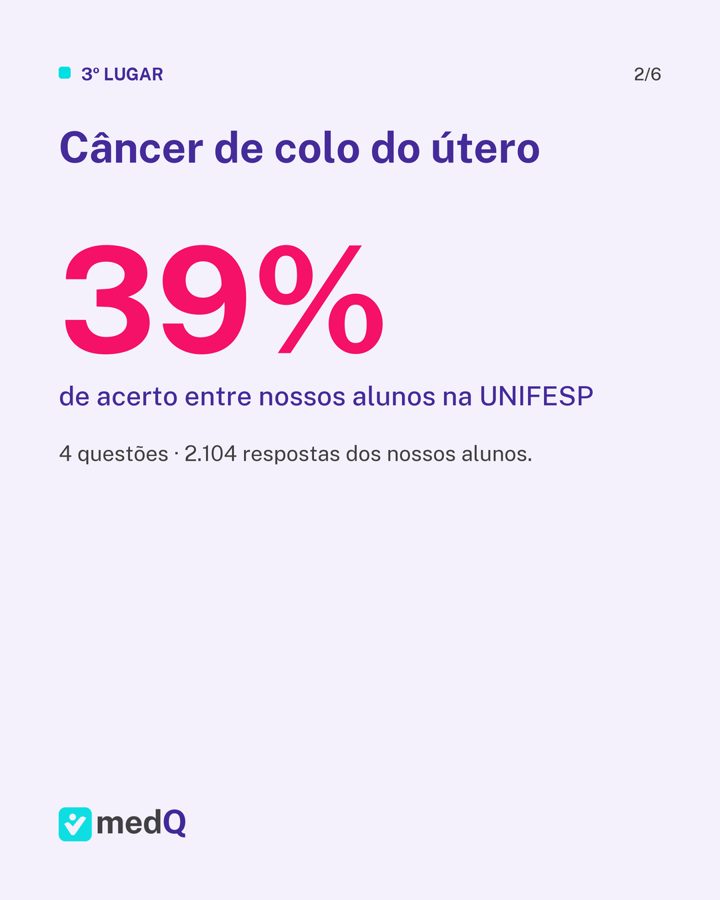 3º LUGAR
2/6
Câncer de colo do útero
39%
de acerto entre nossos alunos na UNIFESP
4 questões · 2.104 respostas dos nossos alunos.
medQ